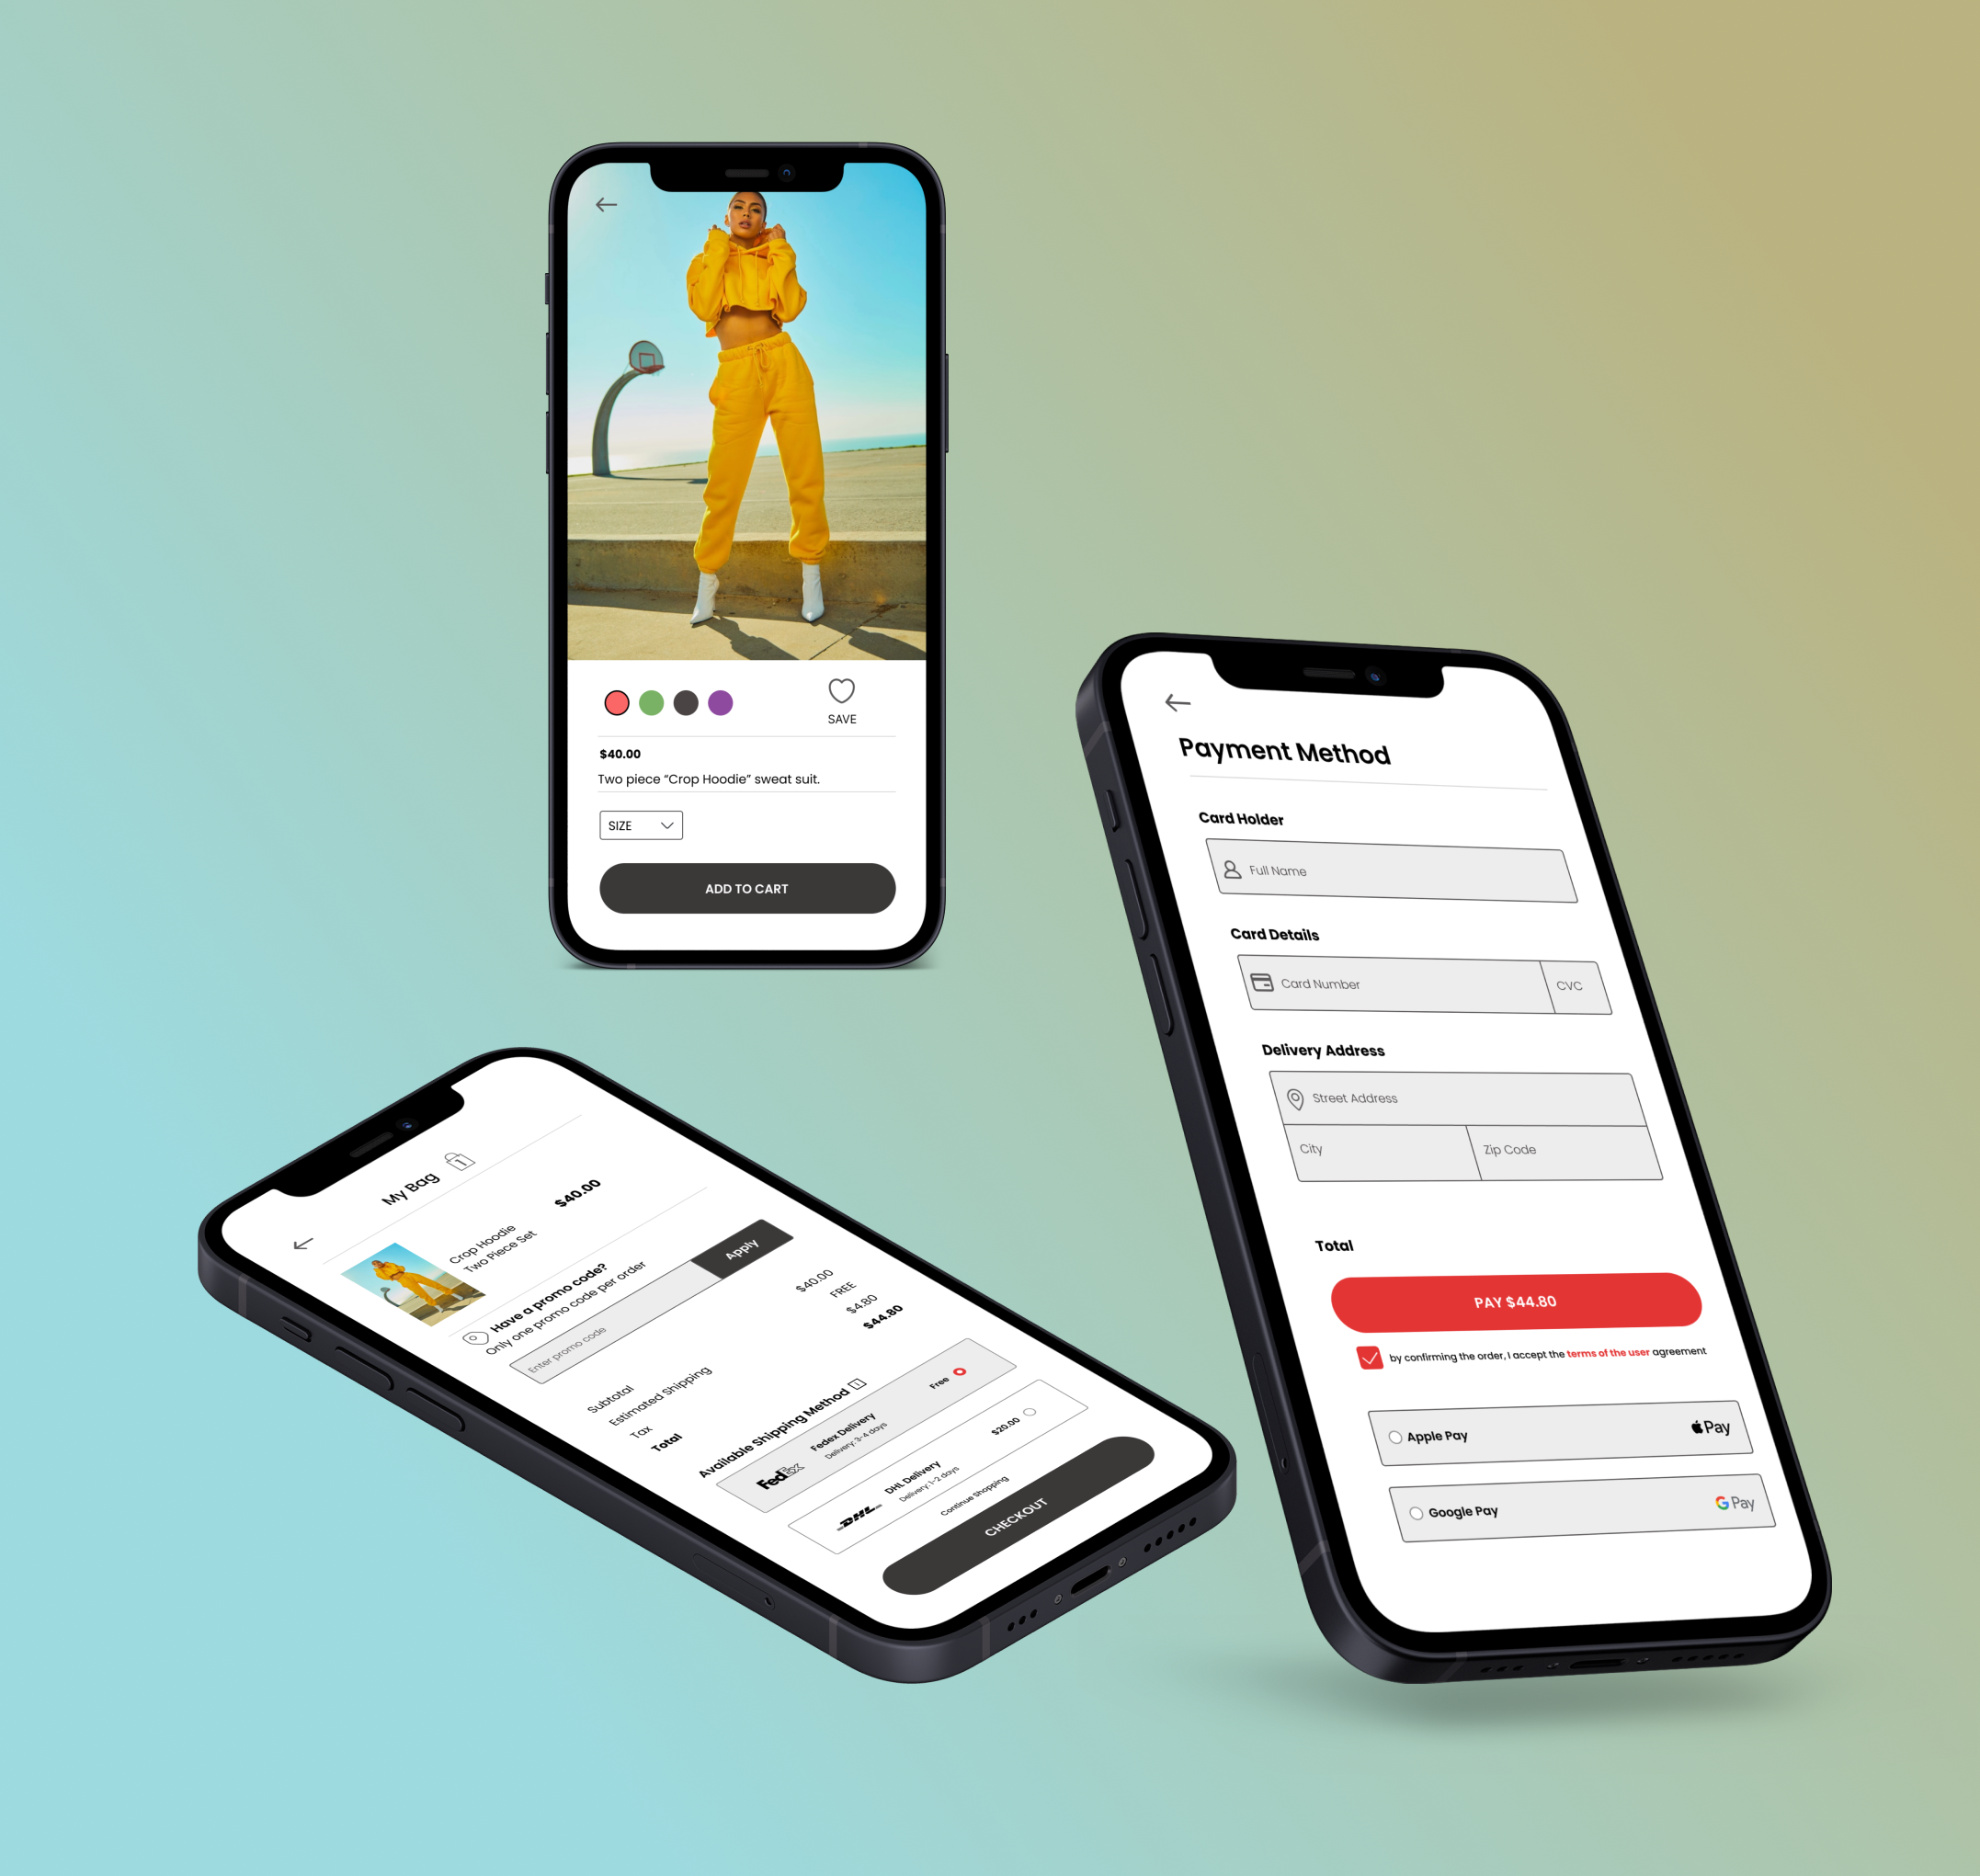 SAVE
$40.00
Two piece “Crop Hoodie” sweat suit.
SIZE
ADD TO CART
My Bag 1
Crop Hoodie
Two Piece Set
$40.00
Have a promo code?
Only one promo code per order
Enter promo code
Apply
Subtotal $40.00
Estimated Shipping FREE
Tax $4.80
Total $44.80
Available Shipping Method
FedEx
Fedex Delivery
Delivery: 3-4 days
Free
DHL
DHL Delivery
Delivery: 1-2 days
$20.00
Continue Shopping
CHECKOUT
Payment Method
Card Holder
Full Name
Card Details
Card Number CVC
Delivery Address
Street Address
City Zip Code
Total
PAY $44.80
by confirming the order, I accept the terms of the user agreement
Apple Pay Pay
Google Pay G Pay